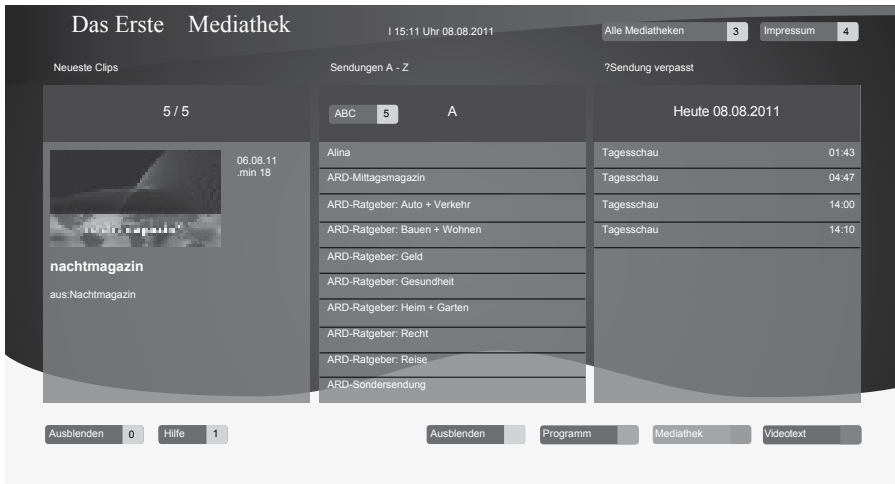 Das Erste Mediathek
I 15:11 Uhr 08.08.2011
Alle Mediatheken 3
Impressum 4
Neueste Clips
Sendungen A - Z
?Sendung verpasst
5 / 5
ABC 5
A
Heute 08.08.2011
06.08.11
.min 18
nachtmagazin
aus:Nachtmagazin
Alina
ARD-Mittagsmagazin
ARD-Ratgeber: Auto + Verkehr
ARD-Ratgeber: Bauen + Wohnen
ARD-Ratgeber: Geld
ARD-Ratgeber: Gesundheit
ARD-Ratgeber: Heim + Garten
ARD-Ratgeber: Recht
ARD-Ratgeber: Reise
ARD-Sondersendung
Tagesschau 01:43
Tagesschau 04:47
Tagesschau 14:00
Tagesschau 14:10
Ausblenden 0
Hilfe 1
Ausblenden
Programm
Mediathek
Videotext